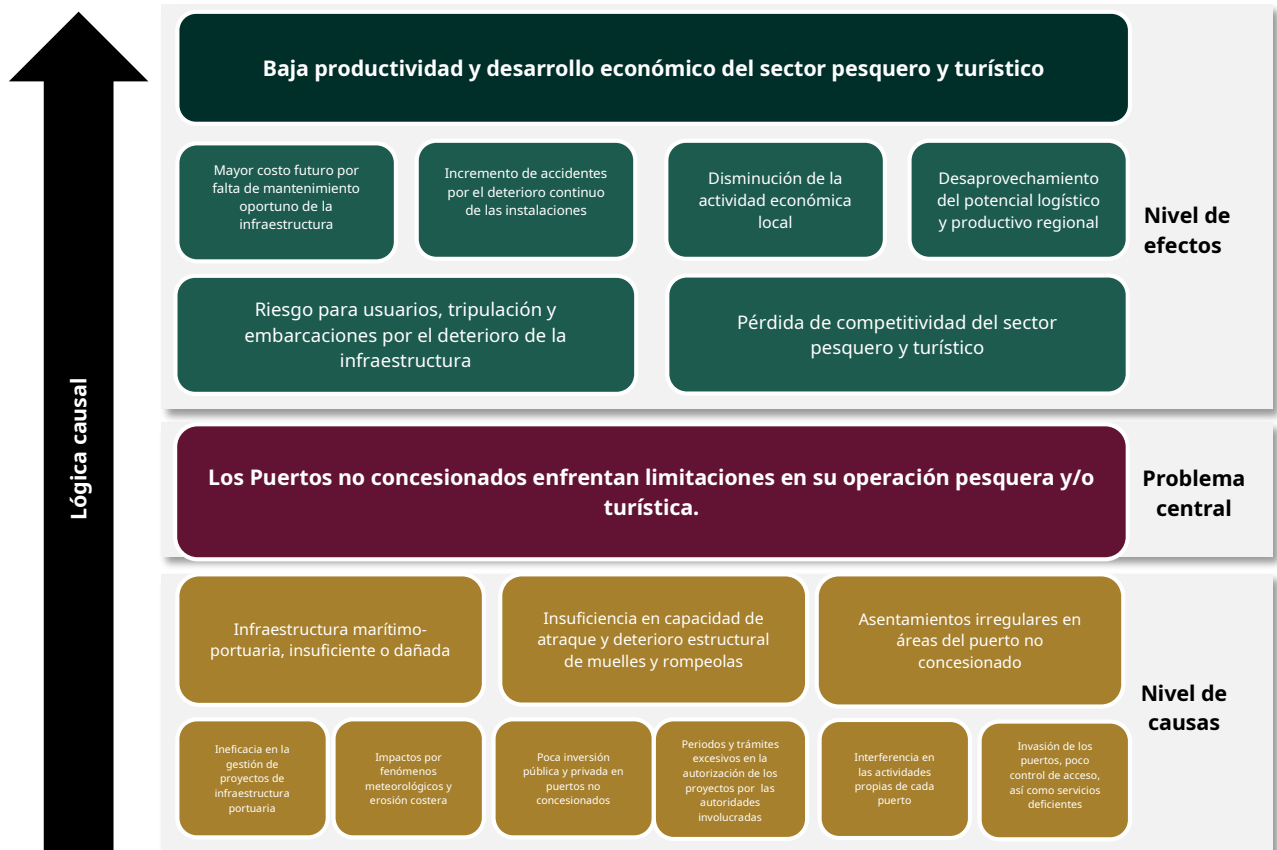 Baja productividad y desarrollo económico del sector pesquero y turístico
Mayor costo futuro por
falta de mantenimiento
oportuno de la
infraestructura
Incremento de accidentes
por el deterioro continuo
de las instalaciones
Disminución de la
actividad económica
local
Desaprovechamiento
del potencial logístico
y productivo regional
Nivel de
efectos
Riesgo para usuarios, tripulación y
embarcaciones por el deterioro de la
infraestructura
Pérdida de competitividad del sector
pesquero y turístico
Lógica causal
Los Puertos no concesionados enfrentan limitaciones en su operación pesquera y/o
turística.
Problema
central
Infraestructura marítimo-
portuaria, insuficiente o dañada
Insuficiencia en capacidad de
atraque y deterioro estructural
de muelles y rompeolas
Asentamientos irregulares en
áreas del puerto no
concesionado
Nivel de
causas
Ineficacia en la
gestión de
proyectos de
infraestructura
portuaria
Impactos por
fenómenos
meteorológicos y
erosión costera
Poca inversión
pública y privada en
puertos no
concesionados
Periodos y trámites
excesivos en la
autorización de los
proyectos por las
autoridades
involucradas
Interferencia en
las actividades
propias de cada
puerto
Invasión de los
puertos, poco
control de acceso,
así como servicios
deficientes